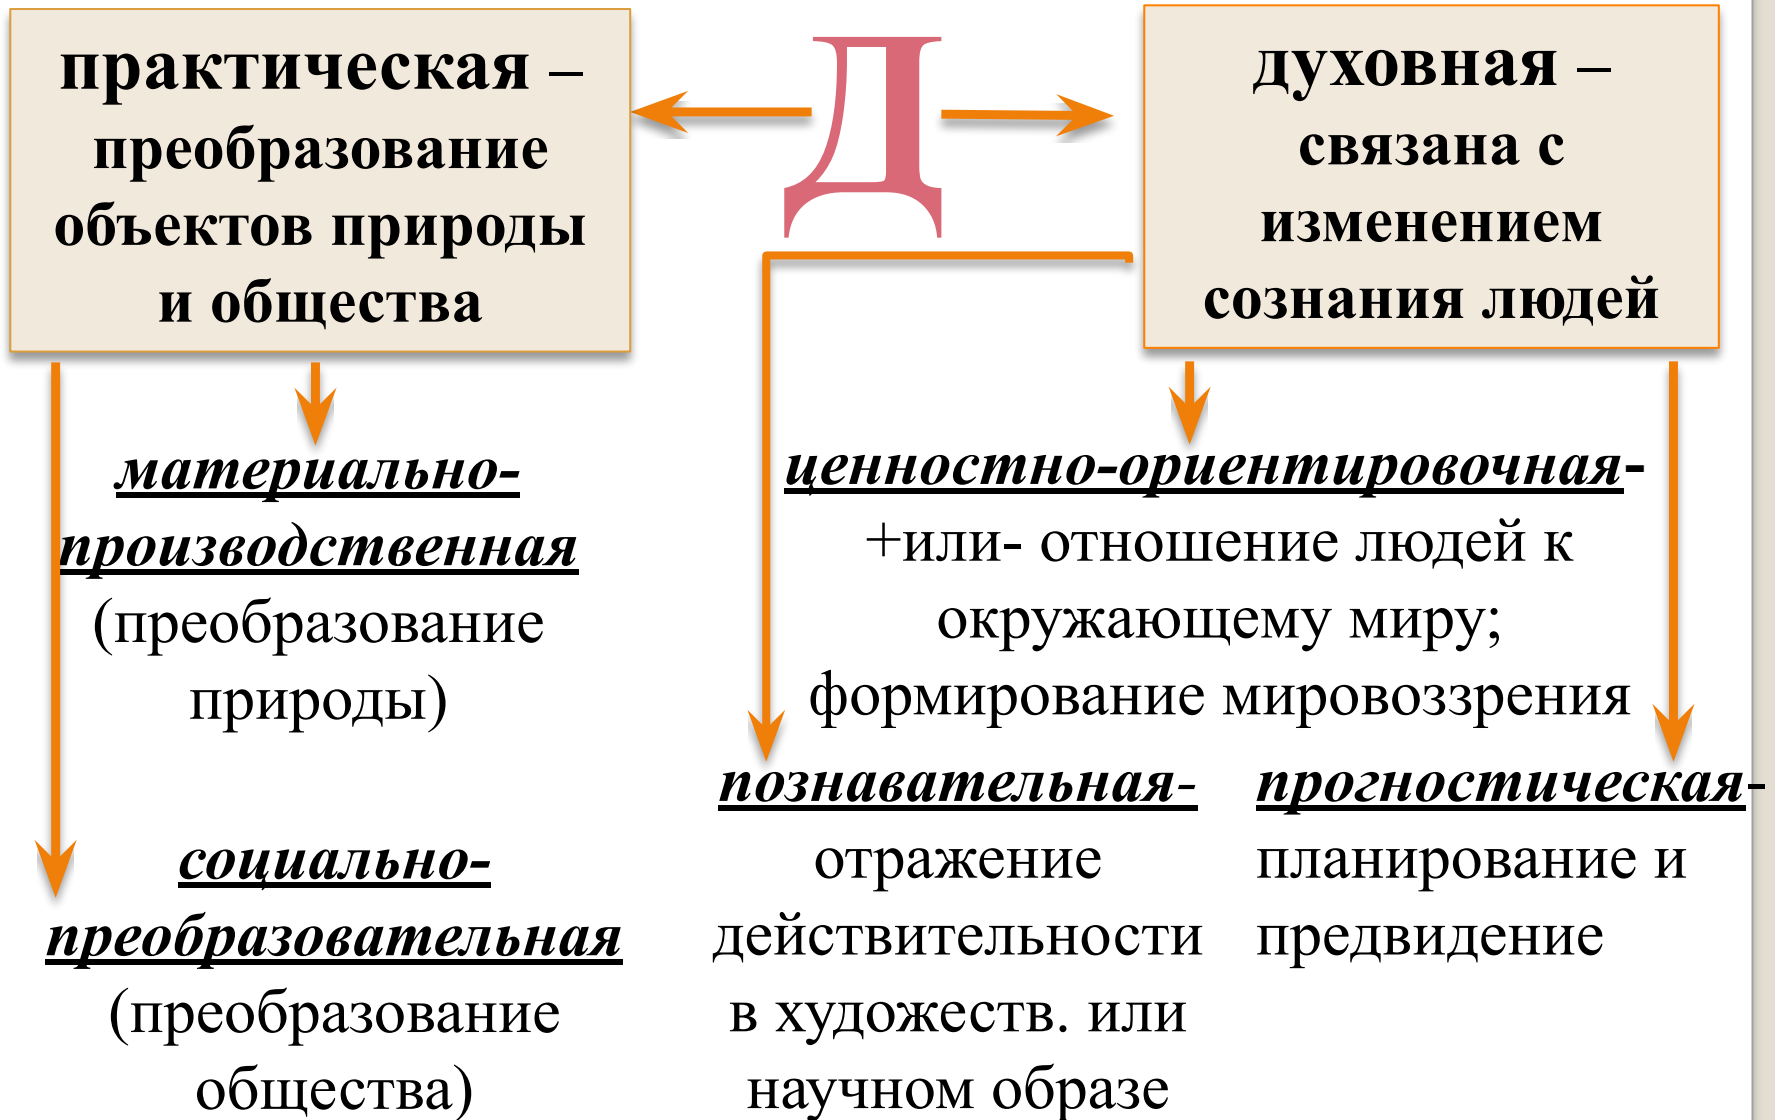 практическая –
преобразование
объектов природы
и общества
Д
духовная –
связана с
изменением
сознания людей
материально-
производственная
(преобразование
природы)
социально-
преобразовательная
(преобразование
общества)
ценностно-ориентировочная-
+или- отношение людей к
окружающему миру;
формирование мировоззрения
познавательная-
отражение
действительности
в художеств. или
научном образе
прогностическая-
планирование и
предвидение